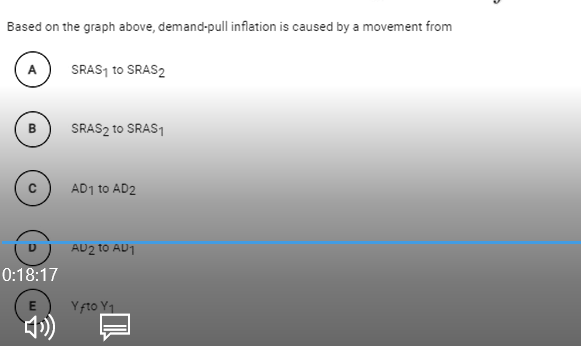 Based on the graph above, demand-pull inflation is caused by a movement from
A SRAS1 to SRAS2
B SRAS2 to SRAS1
C AD1 to AD2
D AD2 to AD1
0:18:17
E Yf to Y1